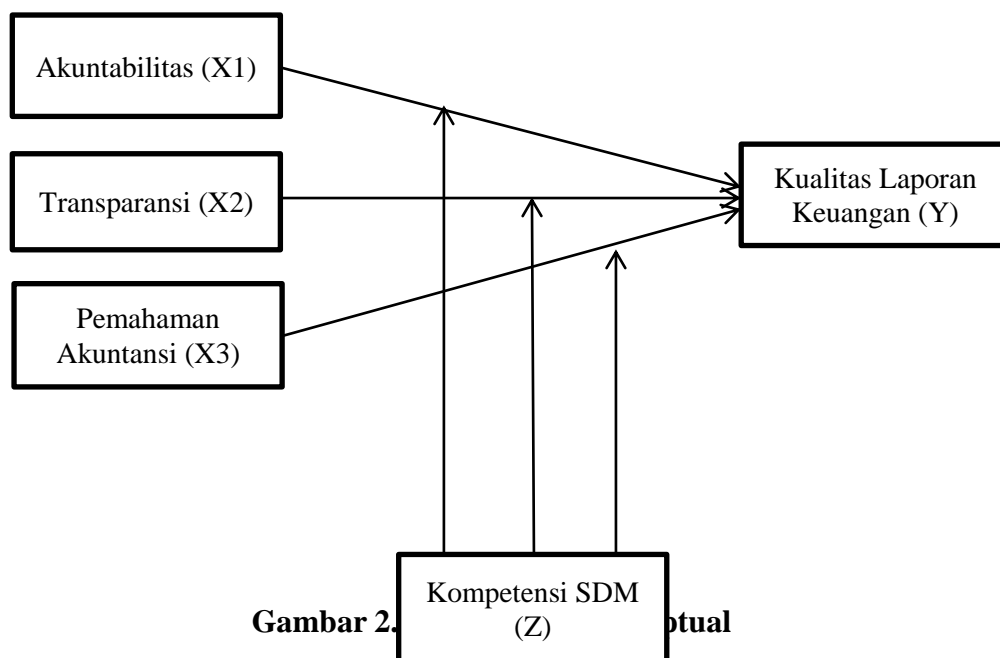 Akuntabilitas (X1)
Transparansi (X2)
Pemahaman
Akuntansi (X3)
Kualitas Laporan
Keuangan (Y)
Kompetensi SDM
(Z)
Gambar 2. ptual